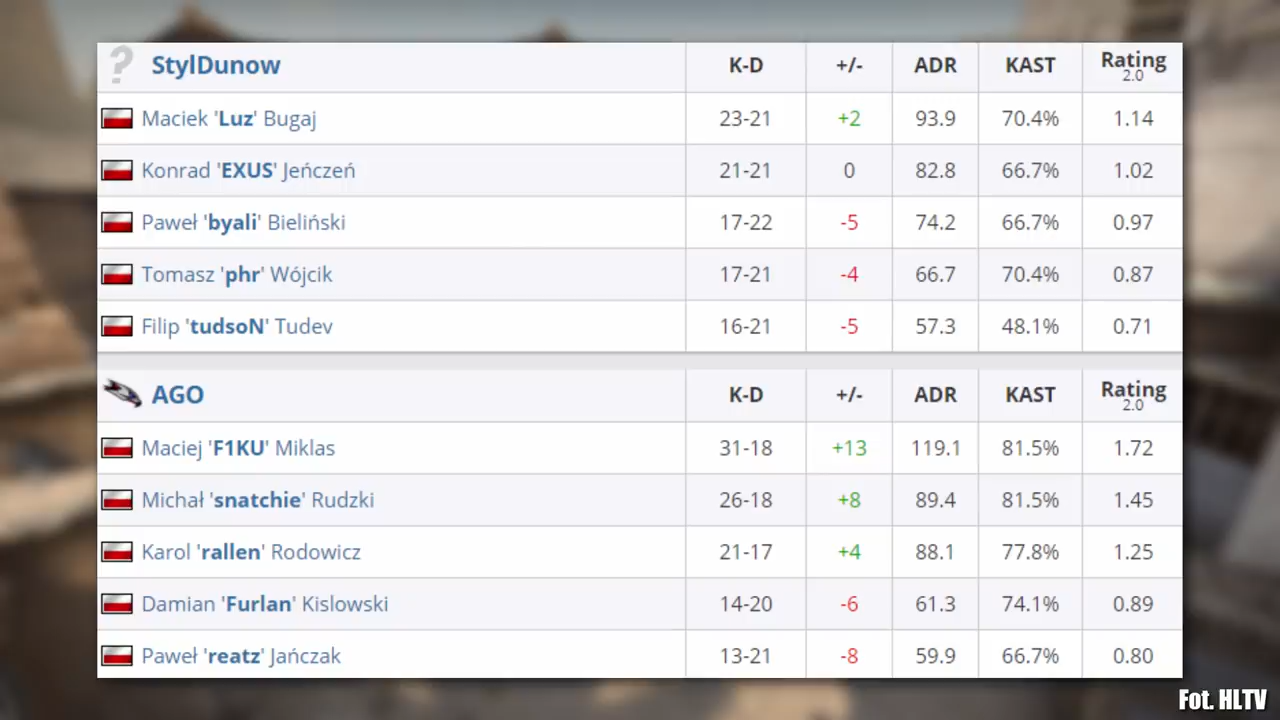 ? StylDunow K-D +/- ADR KAST Rating 2.0
Maciek 'Luz' Bugaj 23-21 +2 93.9 70.4% 1.14
Konrad 'EXUS' Jeńczeń 21-21 0 82.8 66.7% 1.02
Paweł 'byali' Bieliński 17-22 -5 74.2 66.7% 0.97
Tomasz 'phr' Wójcik 17-21 -4 66.7 70.4% 0.87
Filip 'tudsoN' Tudev 16-21 -5 57.3 48.1% 0.71
AGO K-D +/- ADR KAST Rating 2.0
Maciej 'F1KU' Miklas 31-18 +13 119.1 81.5% 1.72
Michał 'snatchie' Rudzki 26-18 +8 89.4 81.5% 1.45
Karol 'rallen' Rodowicz 21-17 +4 88.1 77.8% 1.25
Damian 'Furlan' Kislowski 14-20 -6 61.3 74.1% 0.89
Paweł 'reatz' Jańczak 13-21 -8 59.9 66.7% 0.80
Fot. HLTV